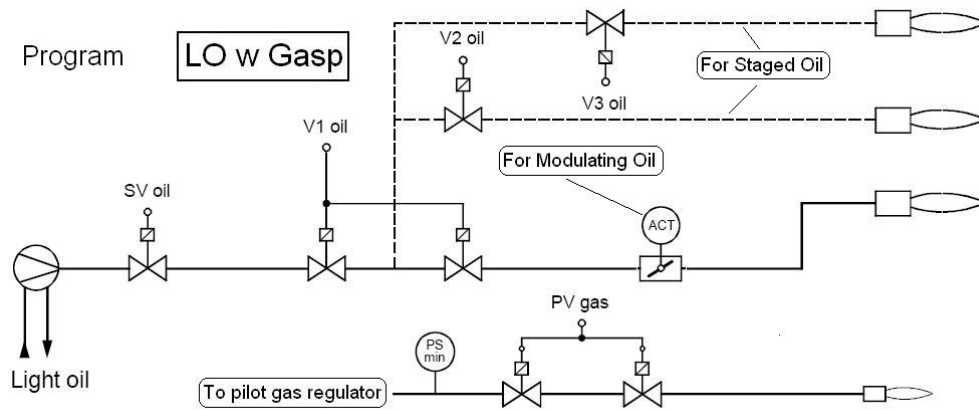 Program
LO w Gasp
V2 oil
V3 oil
For Staged Oil
V1 oil
For Modulating Oil
SV oil
ACT
Light oil
PV gas
PS
min
To pilot gas regulator